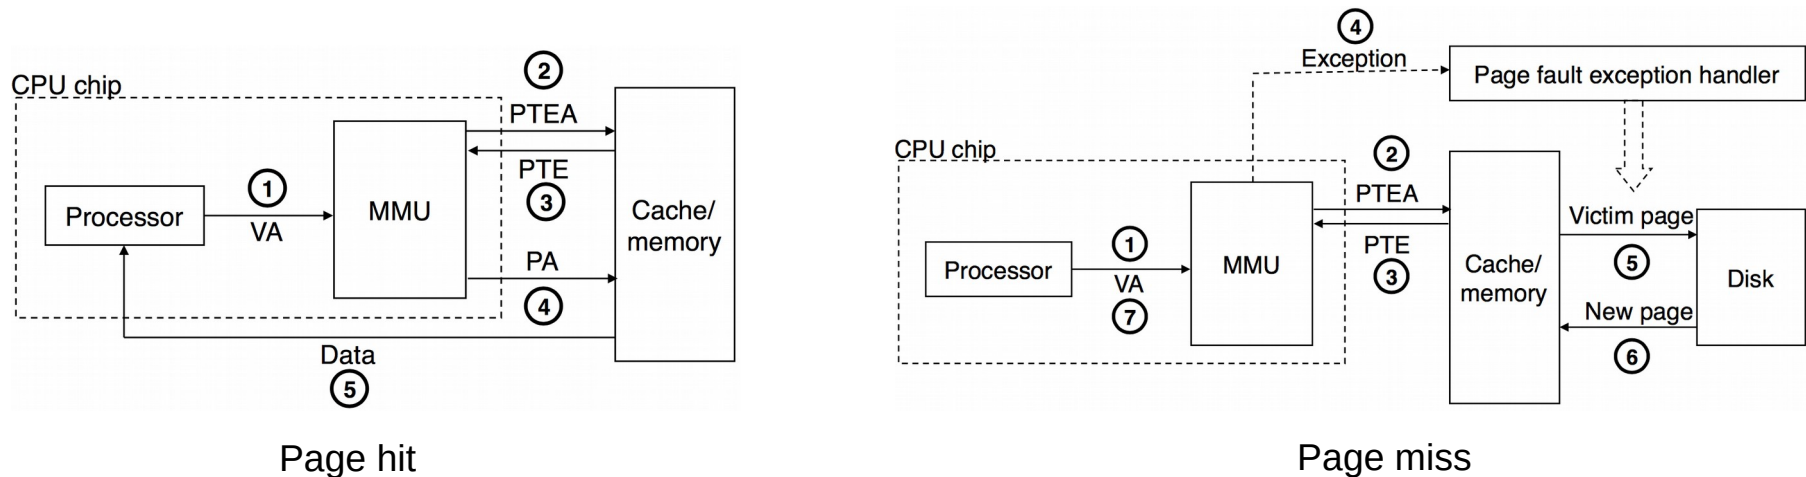 CPU chip
2
PTEA
PTE
3
1
VA
Processor
MMU
Cache/
memory
PA
4
Data
5
Page hit
4
Exception
Page fault exception handler
CPU chip
2
PTEA
PTE
3
1
VA
7
Processor
MMU
Cache/
memory
Victim page
5
New page
6
Disk
Page miss